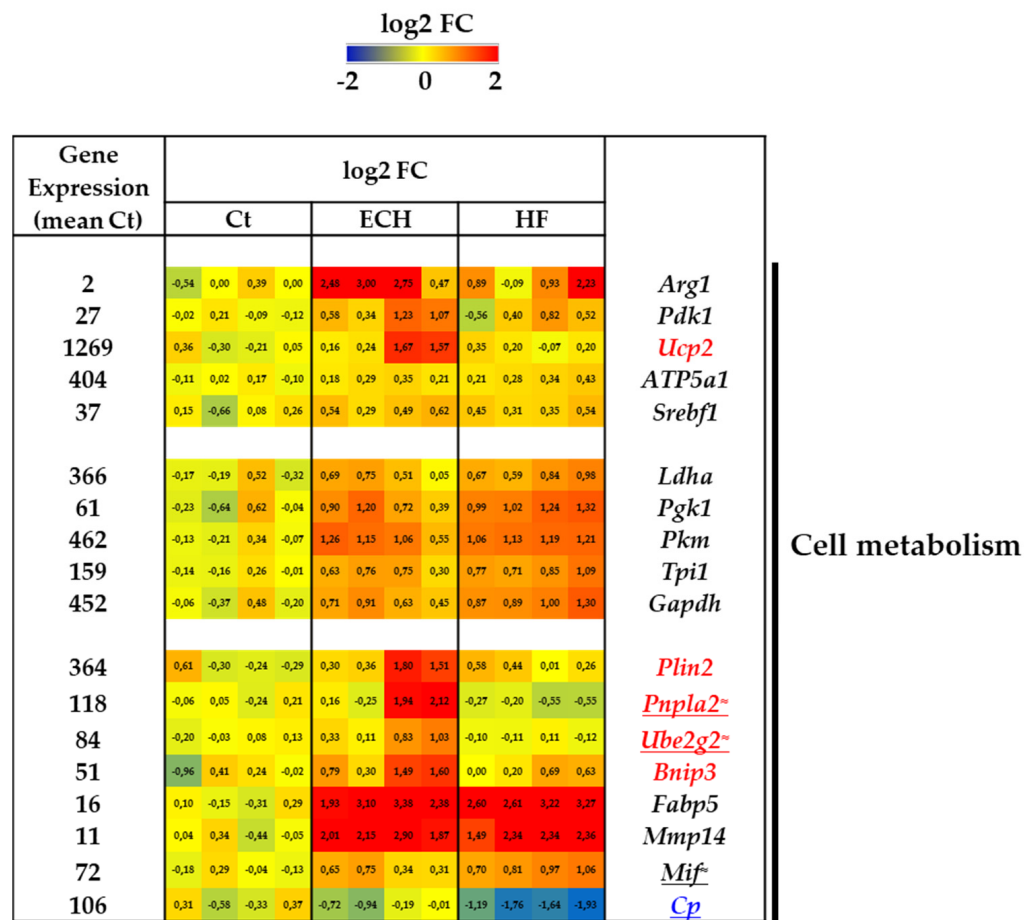 log2 FC
-2 0 2
Gene
Expression
(mean Ct)
log2 FC
Ct ECH HF
2 -0,54 0,00 0,39 0,00 2,48 3,00 2,75 0,47 0,89 -0,09 0,93 2,23 Arg1
27 -0,02 0,21 -0,09 -0,12 0,58 0,34 1,23 1,07 -0,56 0,40 0,82 0,52 Pdk1
1269 0,36 -0,30 -0,21 0,05 0,16 0,24 1,67 1,57 0,35 0,20 -0,07 0,20 Ucp2
404 -0,11 0,02 0,17 -0,10 0,18 0,29 0,35 0,21 0,21 0,28 0,34 0,43 ATP5a1
37 0,15 -0,66 0,08 0,26 0,54 0,29 0,49 0,62 0,45 0,31 0,35 0,54 Srebf1
366 -0,17 -0,19 0,52 -0,32 0,69 0,75 0,51 0,05 0,67 0,59 0,84 0,98 Ldha
61 -0,23 -0,64 0,62 -0,04 0,90 1,20 0,72 0,39 0,99 1,02 1,24 1,32 Pgk1
462 -0,13 -0,21 0,34 -0,07 1,26 1,15 1,06 0,55 1,06 1,13 1,19 1,21 Pkm
159 -0,14 -0,16 0,26 -0,01 0,63 0,76 0,75 0,30 0,77 0,71 0,85 1,09 Tpi1
452 -0,06 -0,37 0,48 -0,20 0,71 0,91 0,63 0,45 0,87 0,89 1,00 1,30 Gapdh
364 0,61 -0,30 -0,24 -0,29 0,30 0,36 1,80 1,51 0,58 0,44 0,01 0,26 Plin2
118 -0,06 0,05 -0,24 0,21 0,16 -0,25 1,94 2,12 -0,27 -0,20 -0,55 -0,55 Pnpla2≈
84 -0,20 -0,03 0,08 0,13 0,33 0,11 0,83 1,03 -0,10 -0,11 0,11 -0,12 Ube2g2≈
51 -0,96 0,41 0,24 -0,02 0,79 0,30 1,49 1,60 0,00 0,20 0,69 0,63 Bnip3
16 0,10 -0,15 -0,31 0,29 1,93 3,10 3,38 2,38 2,60 2,61 3,22 3,27 Fabp5
11 0,04 0,34 -0,44 -0,05 2,01 2,15 2,90 1,87 1,49 2,34 2,34 2,36 Mmp14
72 -0,18 0,29 -0,04 -0,13 0,65 0,75 0,34 0,31 0,70 0,81 0,97 1,06 Mif≈
106 0,31 -0,58 -0,33 0,37 -0,72 -0,94 -0,19 -0,01 -1,19 -1,76 -1,64 -1,93 Cp
Cell metabolism